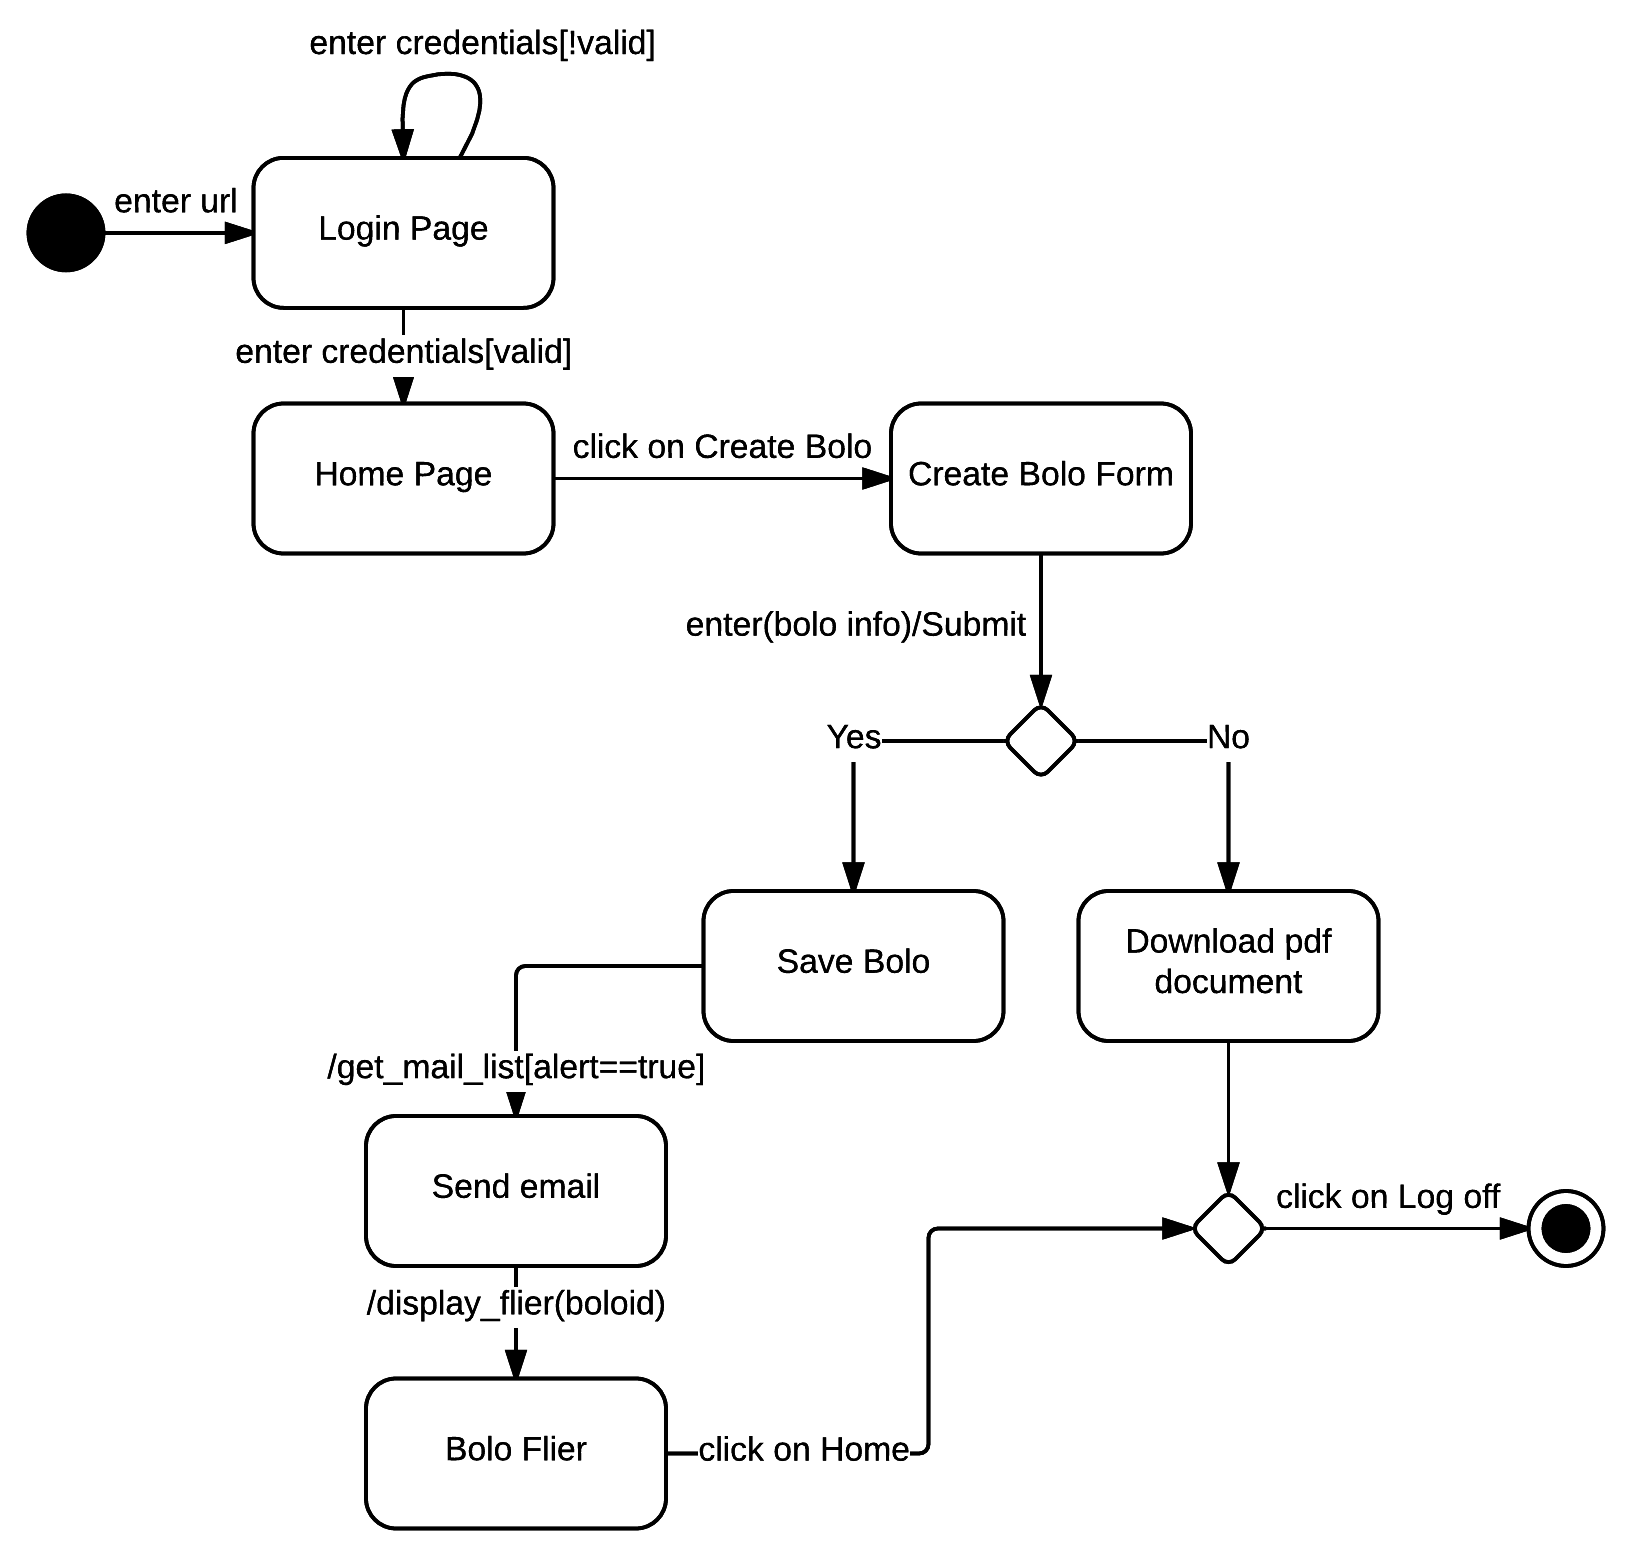 enter credentials[!valid]
enter url
Login Page
enter credentials[valid]
Home Page
click on Create Bolo
Create Bolo Form
enter(bolo info)/Submit
Yes
No
Save Bolo
Download pdf
document
/get_mail_list[alert==true]
Send email
click on Log off
/display_flier(boloid)
Bolo Flier
click on Home